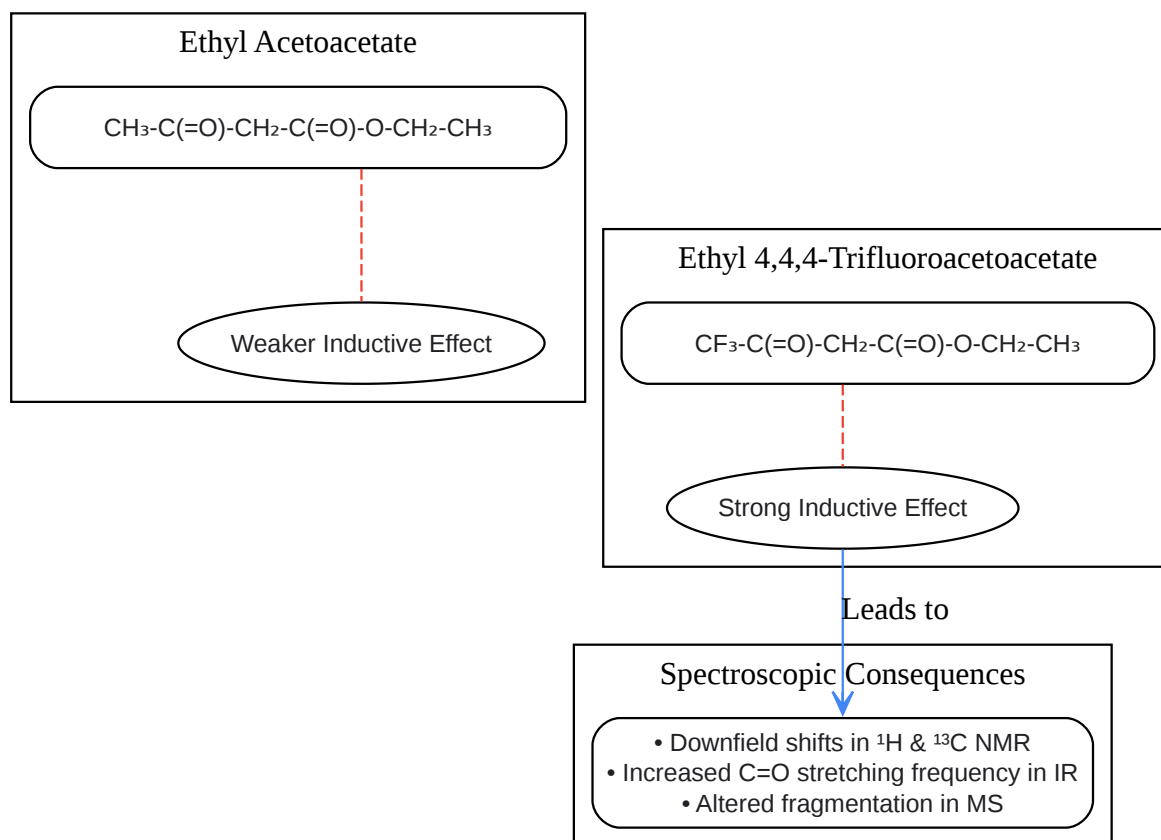 Ethyl Acetoacetate
CH₃-C(=O)-CH₂-C(=O)-O-CH₂-CH₃
Weaker Inductive Effect
Ethyl 4,4,4-Trifluoroacetoacetate
CF₃-C(=O)-CH₂-C(=O)-O-CH₂-CH₃
Strong Inductive Effect
Leads to
Spectroscopic Consequences
• Downfield shifts in ¹H & ¹³C NMR
• Increased C=O stretching frequency in IR
• Altered fragmentation in MS